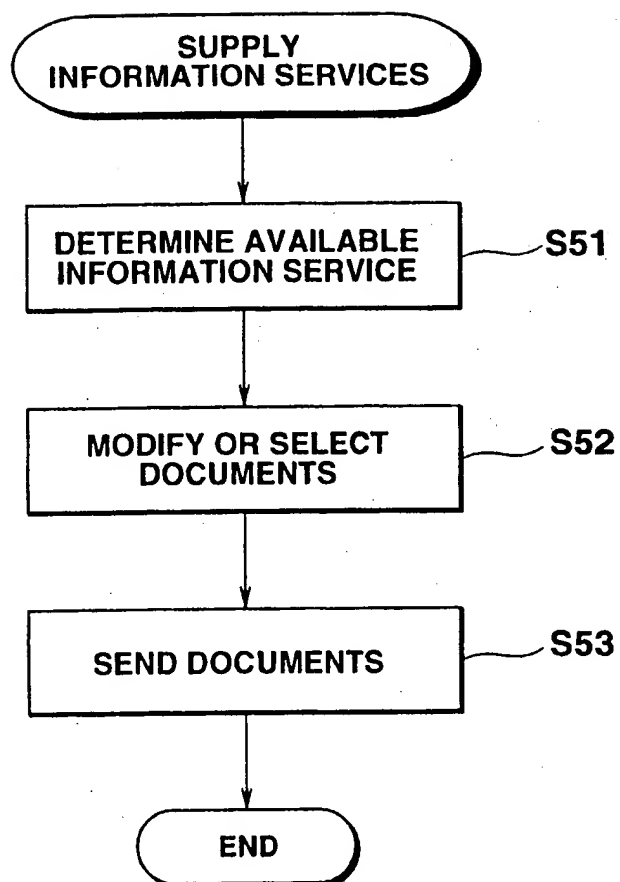 SUPPLY
INFORMATION SERVICES
DETERMINE AVAILABLE
INFORMATION SERVICE
S51
MODIFY OR SELECT
DOCUMENTS
S52
SEND DOCUMENTS
S53
END